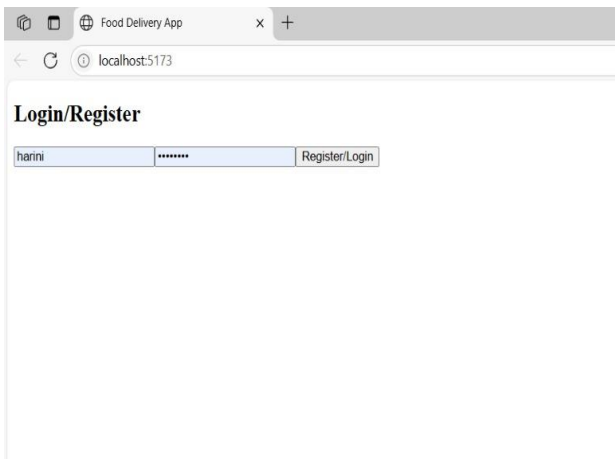 Food Delivery App
localhost:5173
Login/Register
harini •••••••• Register/Login